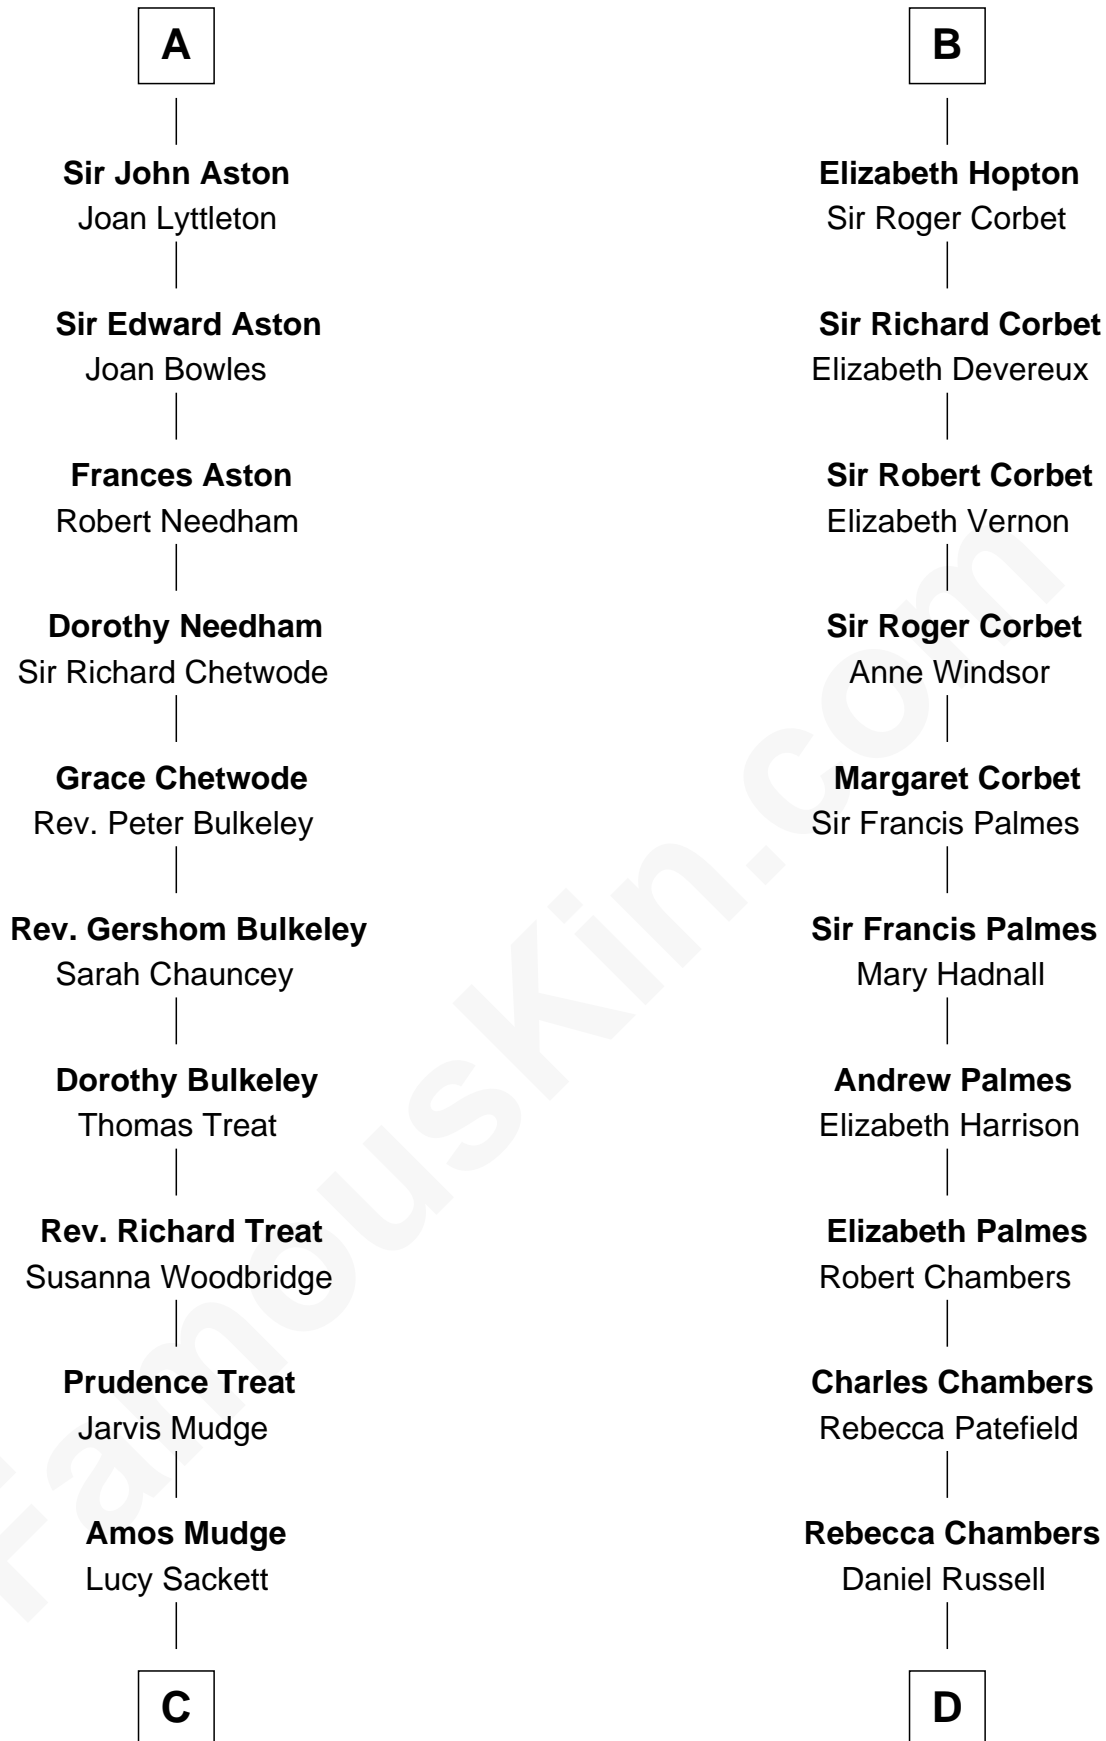 A
Sir John Aston
Joan Lyttleton
Sir Edward Aston
Joan Bowles
Frances Aston
Robert Needham
Dorothy Needham
Sir Richard Chetwode
Grace Chetwode
Rev. Peter Bulkeley
Rev. Gershom Bulkeley
Sarah Chauncey
Dorothy Bulkeley
Thomas Treat
Rev. Richard Treat
Susanna Woodbridge
Prudence Treat
Jarvis Mudge
Amos Mudge
Lucy Sackett
C
B
Elizabeth Hopton
Sir Roger Corbet
Sir Richard Corbet
Elizabeth Devereux
Sir Robert Corbet
Elizabeth Vernon
Sir Roger Corbet
Anne Windsor
Margaret Corbet
Sir Francis Palmes
Sir Francis Palmes
Mary Hadnall
Andrew Palmes
Elizabeth Harrison
Elizabeth Palmes
Robert Chambers
Charles Chambers
Rebecca Patefield
Rebecca Chambers
Daniel Russell
D
FamousKin.com